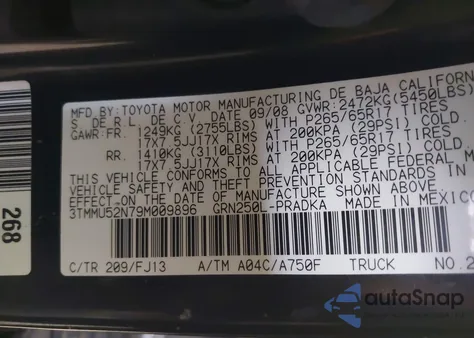 MFD.BY: TOYOTA MOTOR MANUFACTURING DE BAJA CALIFORN
S DE R.L. DE C.V. DATE 09/08 GVWR: 2472KG(5450LBS)
GAWR:FR. 1249KG (2755LBS) WITH P265/65R17 TIRES
17X7.5JJ17X RIMS AT 200KPA (29PSI) COLD
RR. 1410KG (3110LBS) WITH P265/65R17 TIRES
17X7.5JJ17X RIMS AT 200KPA (29PSI) COLD
THIS VEHICLE CONFORMS TO ALL APPLICABLE FEDERAL M
VEHICLE SAFETY AND THEFT PREVENTION STANDARDS IN
EFFECT ON THE DATE OF MANUFACTURE SHOWN ABOVE.
3TMMU52N79M009896 GRN250L-PRADKA MADE IN MEXICO
C/TR 209/FJ13 A/TM A04C/A750F TRUCK NO.2
268
autoSnap